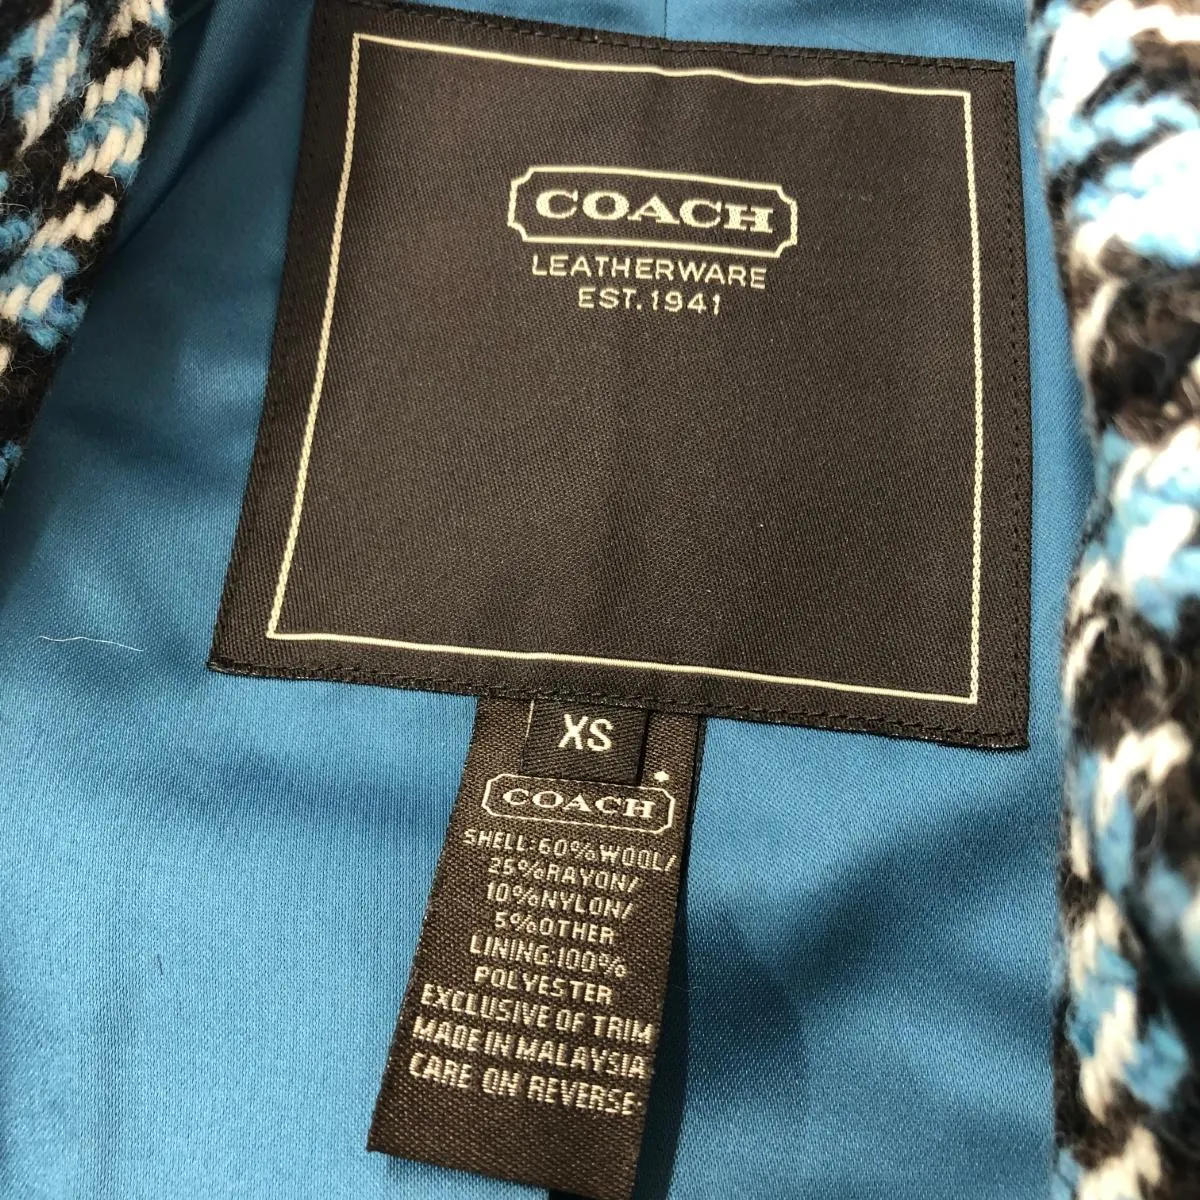 COACH
LEATHERWARE
EST. 1941
XS
COACH
SHELL:60%WOOL/
25%RAYON/
10%NYLON/
5%OTHER
LINING:100%
POLYESTER
EXCLUSIVE OF TRIM
MADE IN MALAYSIA
CARE ON REVERSE